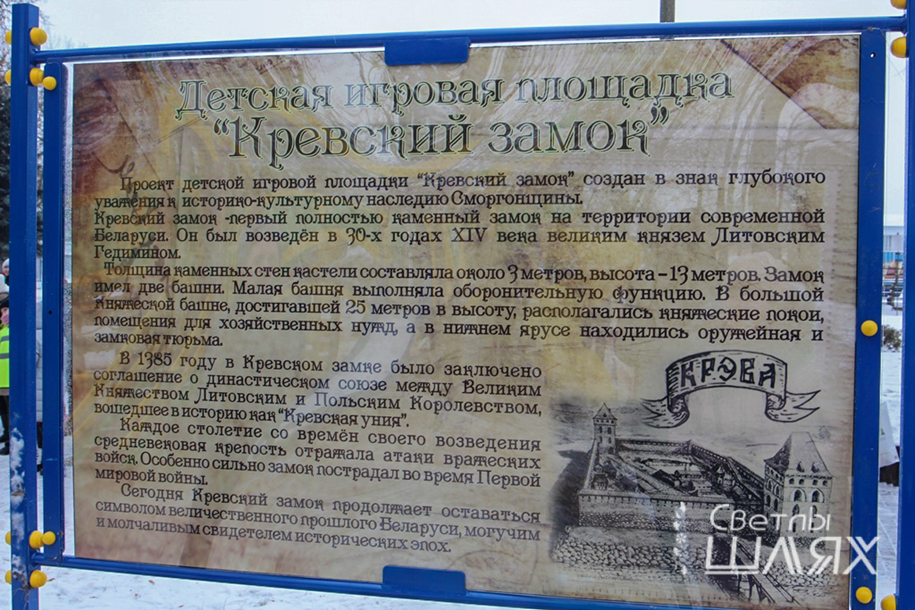 Детская игровая площадка
“Кревский замок”
Проект детской игровой площадки “Кревский замок” создан в знак глубокого
уважения к историко-культурному наследию Сморгонщины.
Кревский замок -первый полностью каменный замок на территории современной
Беларуси. Он был возведён в 30-х годах XIV века великим князем Литовским
Гедимином.
Толщина каменных стен кастели составляла около 3 метров, высота – 13 метров. Замок
имел две башни. Малая башня выполняла оборонительную функцию. В большой
Княжеской башне, достигавшей 25 метров в высоту, располагались княжеские покои,
помещения для хозяйственных нужд, а в нижнем ярусе находились оружейная и
замковая тюрьма.
В 1385 году в Кревском замке было заключено
соглашение о династическом союзе между Великим
Княжеством Литовским и Польским Королевством,
вошедшее в историю как “Кревская уния”.
Каждое столетие со времён своего возведения
средневековая крепость отражала атаки вражеских
войск. Особенно сильно замок пострадал во время Первой
мировой войны.
Сегодня Кревский замок продолжает оставаться
символом величественного прошлого Беларуси, могучим
и молчаливым свидетелем исторических эпох.
КРЭВА
Светлы
шлях